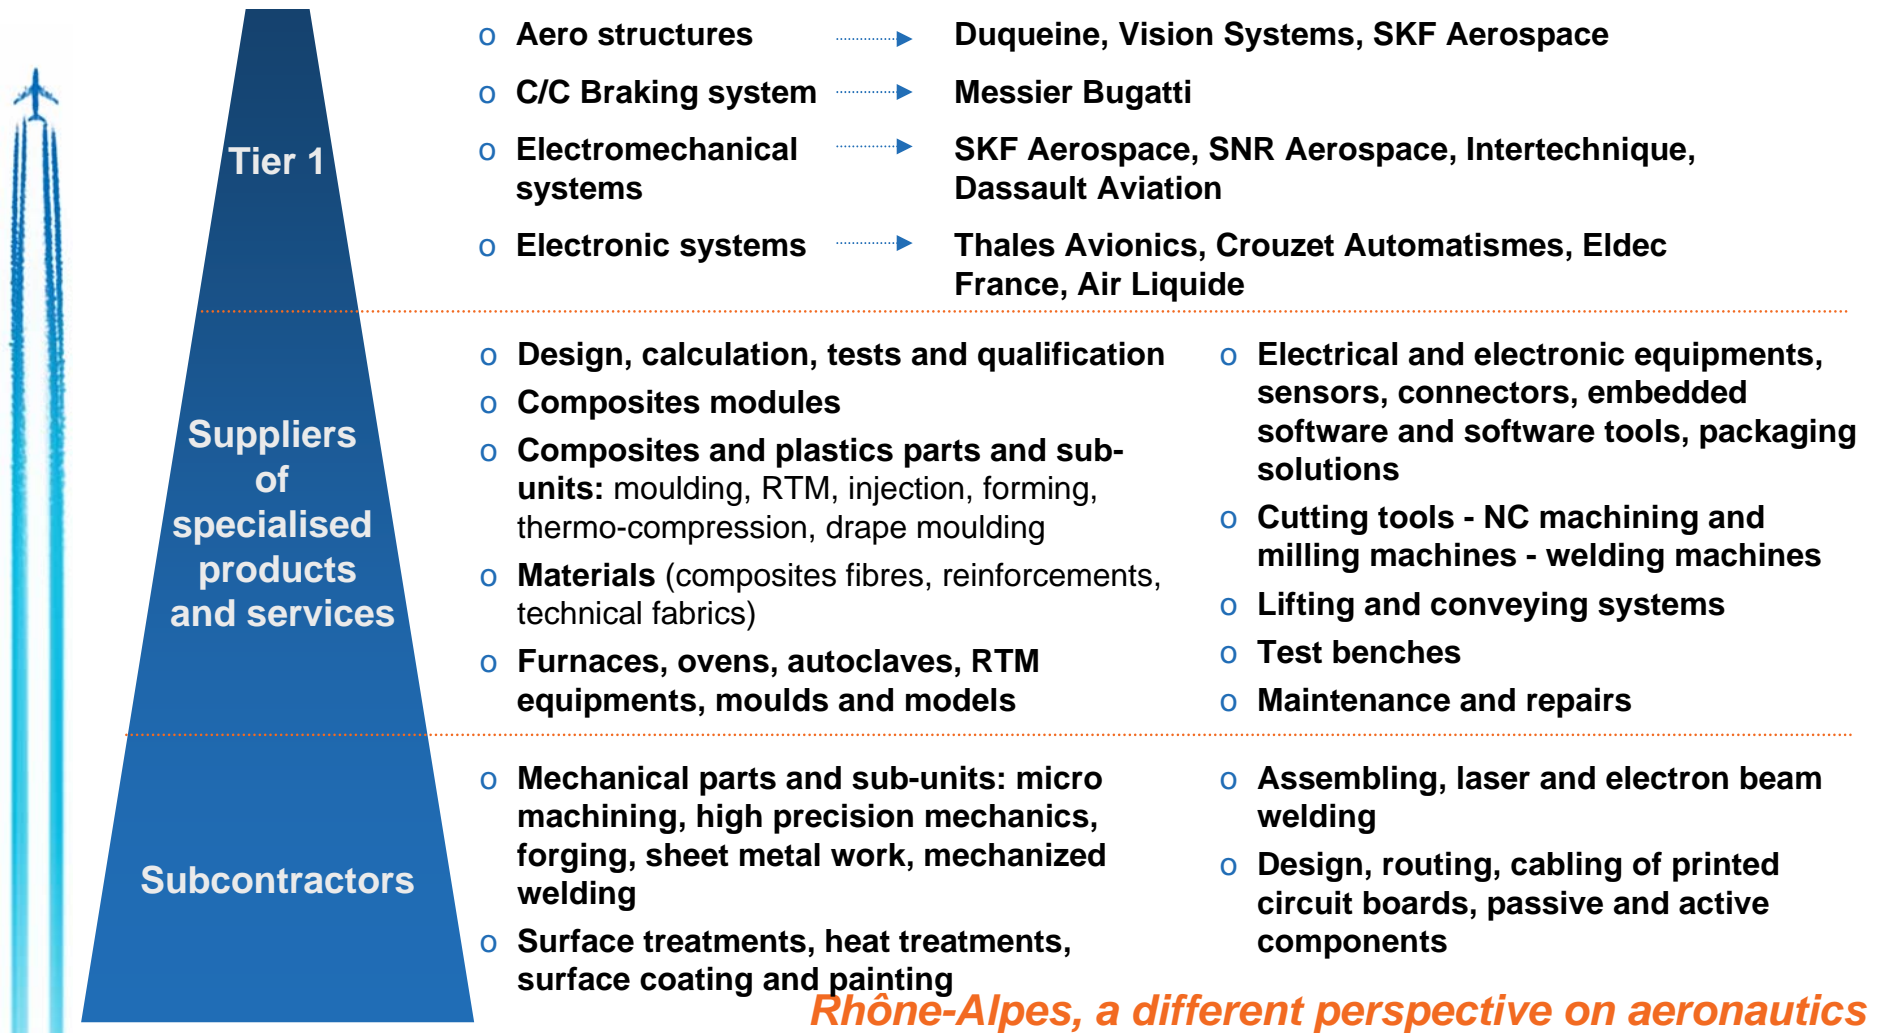 Tier 1
o Aero structures
Duqueine, Vision Systems, SKF Aerospace
o C/C Braking system
Messier Bugatti
o Electromechanical
systems
SKF Aerospace, SNR Aerospace, Intertechnique,
Dassault Aviation
o Electronic systems
Thales Avionics, Crouzet Automatismes, Eldec
France, Air Liquide
Suppliers
of
specialised
products
and services
o Design, calculation, tests and qualification
o Composites modules
o Composites and plastics parts and sub-
units: moulding, RTM, injection, forming,
thermo-compression, drape moulding
o Materials (composites fibres, reinforcements,
technical fabrics)
o Furnaces, ovens, autoclaves, RTM
equipments, moulds and models
o Electrical and electronic equipments,
sensors, connectors, embedded
software and software tools, packaging
solutions
o Cutting tools - NC machining and
milling machines - welding machines
o Lifting and conveying systems
o Test benches
o Maintenance and repairs
Subcontractors
o Mechanical parts and sub-units: micro
machining, high precision mechanics,
forging, sheet metal work, mechanized
welding
o Surface treatments, heat treatments,
surface coating and painting
o Assembling, laser and electron beam
welding
o Design, routing, cabling of printed
circuit boards, passive and active
components
Rhône-Alpes, a different perspective on aeronautics